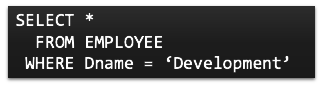 SELECT *
FROM EMPLOYEE
WHERE Dname = ‘Development’